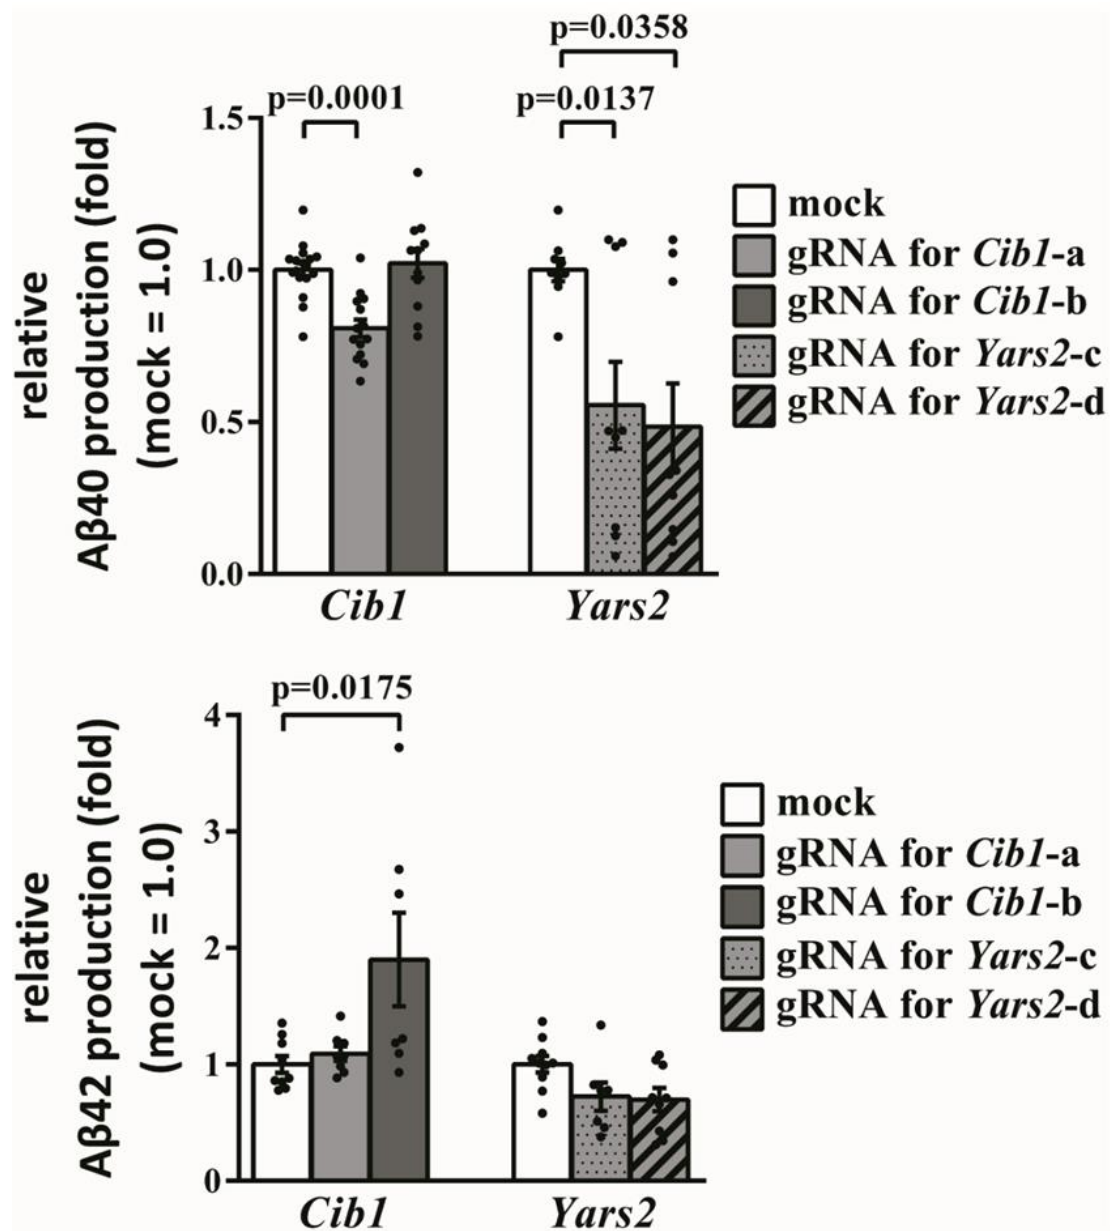 p=0.0358
p=0.0001
p=0.0137
relative
Aβ40 production (fold)
(mock = 1.0)
1.5
1.0
0.5
0.0
Cib1
Yars2
mock
gRNA for Cib1-a
gRNA for Cib1-b
gRNA for Yars2-c
gRNA for Yars2-d
p=0.0175
relative
Aβ42 production (fold)
(mock = 1.0)
4
3
2
1
0
Cib1
Yars2
mock
gRNA for Cib1-a
gRNA for Cib1-b
gRNA for Yars2-c
gRNA for Yars2-d